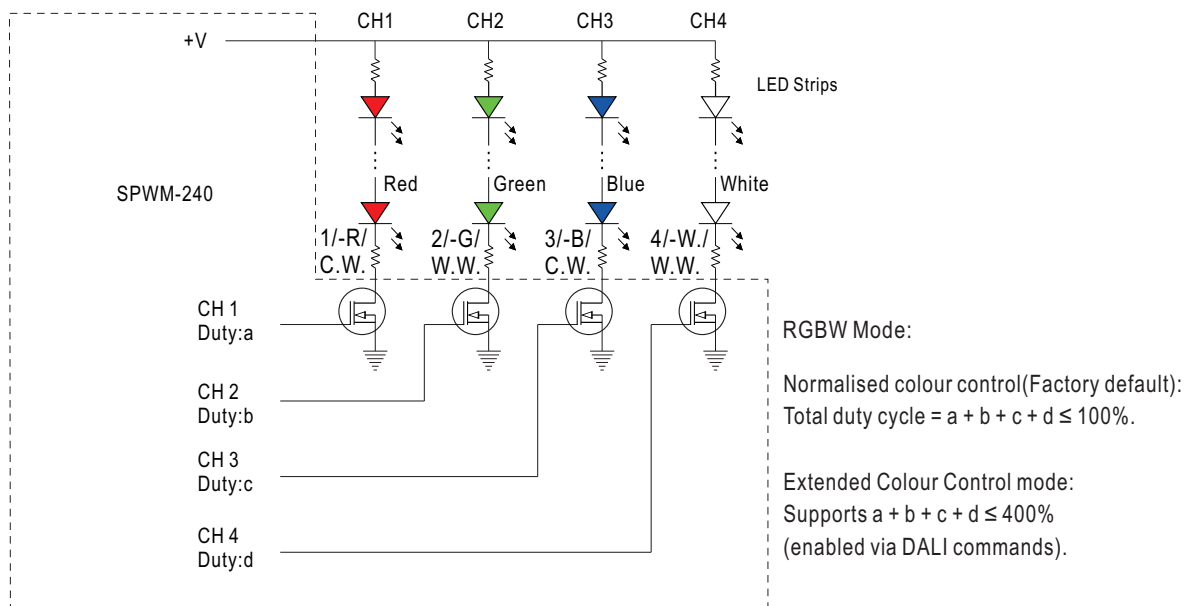 CH1 CH2 CH3 CH4
+V
LED Strips
SPWM-240
Red Green Blue White
1/-R/ 2/-G/ 3/-B/ 4/-W./
C.W. W.W. C.W. W.W.
CH 1
Duty:a
CH 2
Duty:b
CH 3
Duty:c
CH 4
Duty:d
RGBW Mode:
Normalised colour control(Factory default):
Total duty cycle = a + b + c + d ≤ 100%.
Extended Colour Control mode:
Supports a + b + c + d ≤ 400%
(enabled via DALI commands).